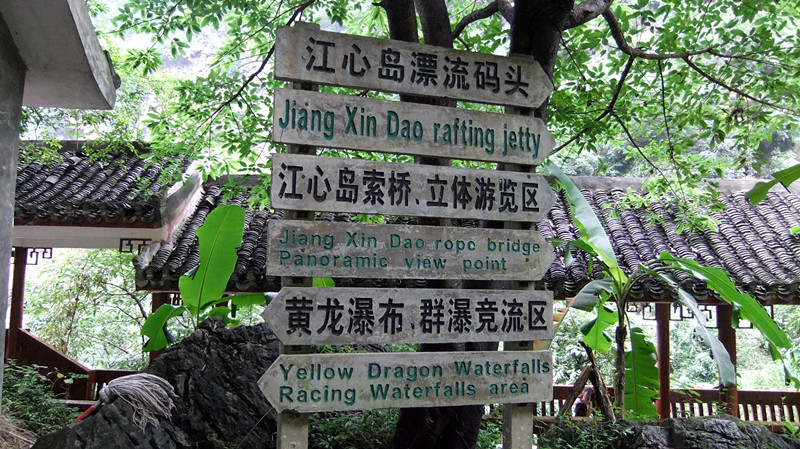 江心岛漂流码头
Jiang Xin Dao rafting jetty
江心岛索桥、立体游览区
Jiang Xin Dao ropo bridge
Panoramic view point
黄龙瀑布、群瀑竞流区
Yellow Dragon Waterfalls
Racing Waterfalls area